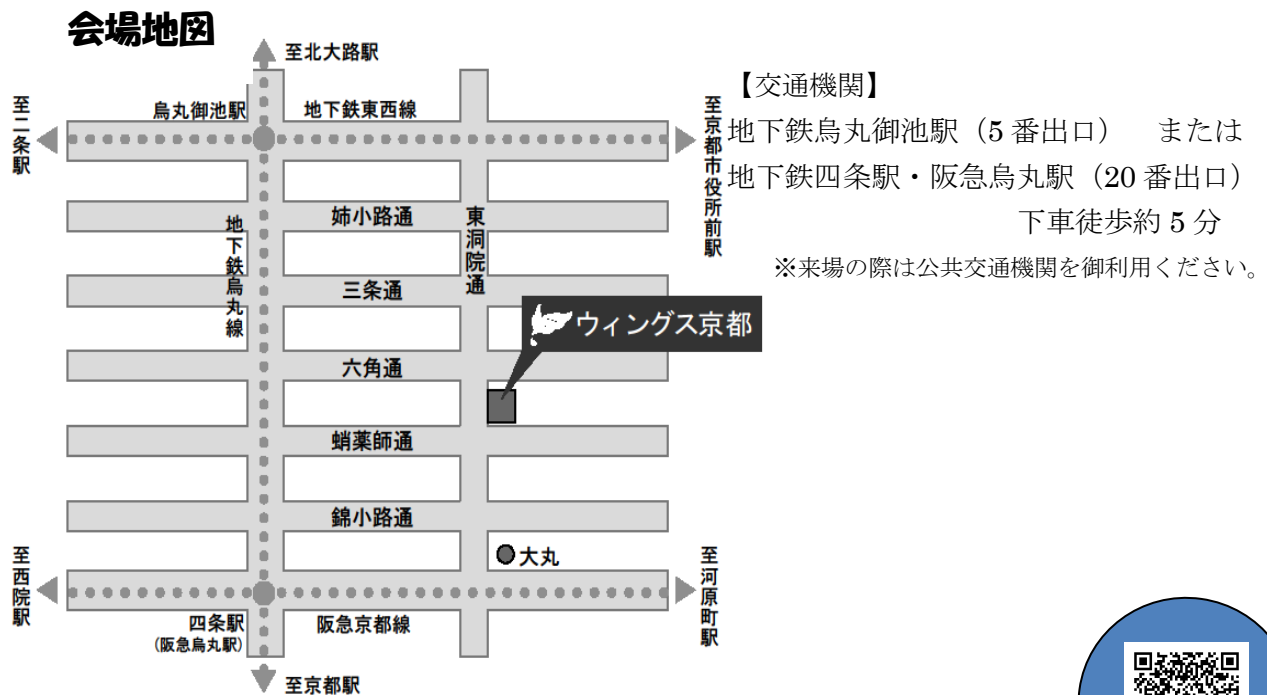 会場地図
至北大路駅
烏丸御池駅
地下鉄東西線
至二条駅
至京都市役所前駅
【交通機関】
地下鉄烏丸御池駅（5番出口）　または
地下鉄四条駅・阪急烏丸駅（20番出口）
下車徒歩約5分
※来場の際は公共交通機関を御利用ください。
姉小路通
東洞院通
地下鉄烏丸線
三条通
ウィングス京都
六角通
蛸薬師通
錦小路通
大丸
至西院駅
至河原町駅
四条駅
(阪急烏丸駅)
阪急京都線
至京都駅